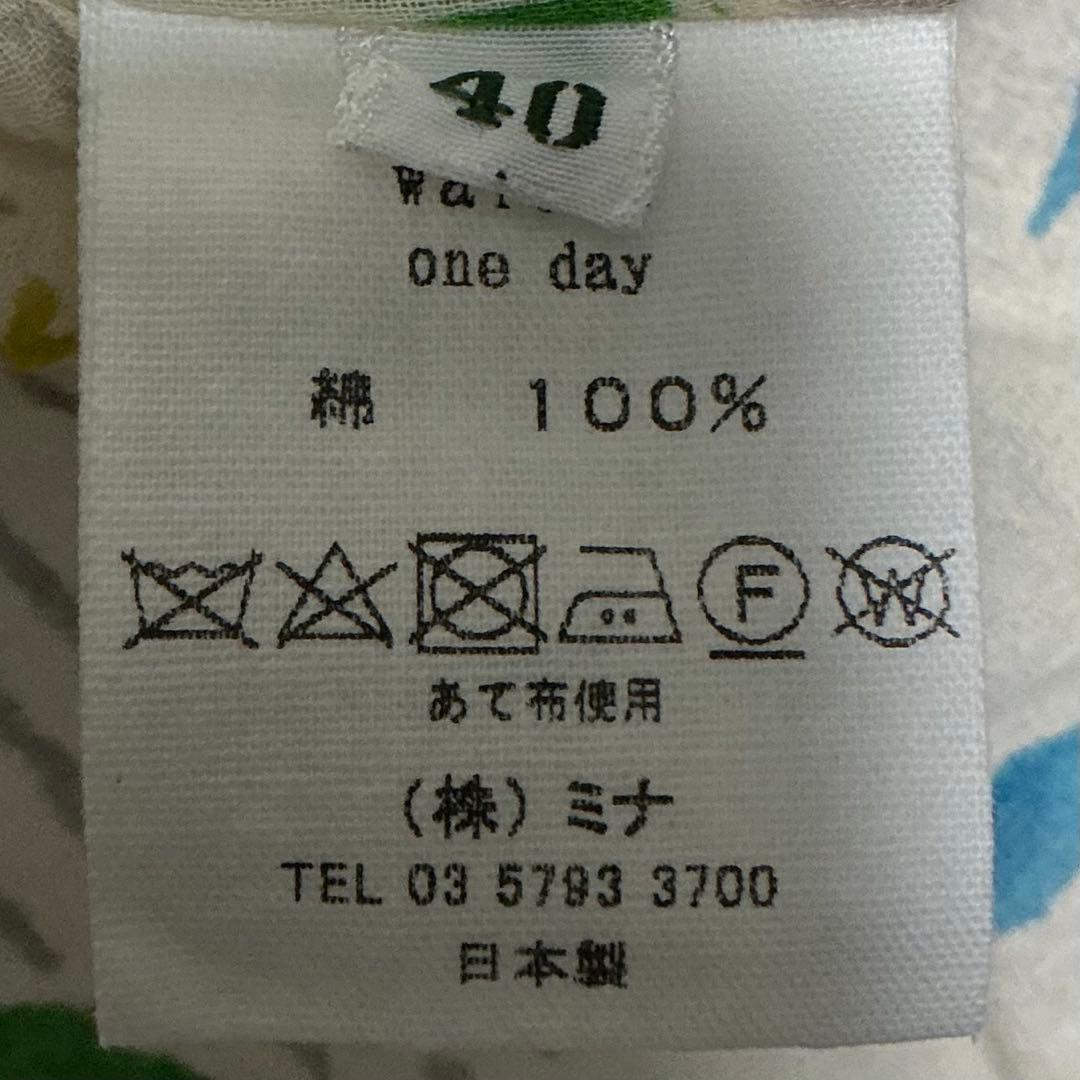 40
one day
綿 100%
F W
あて布使用
(株) ミナ
TEL 03 5793 3700
日本製